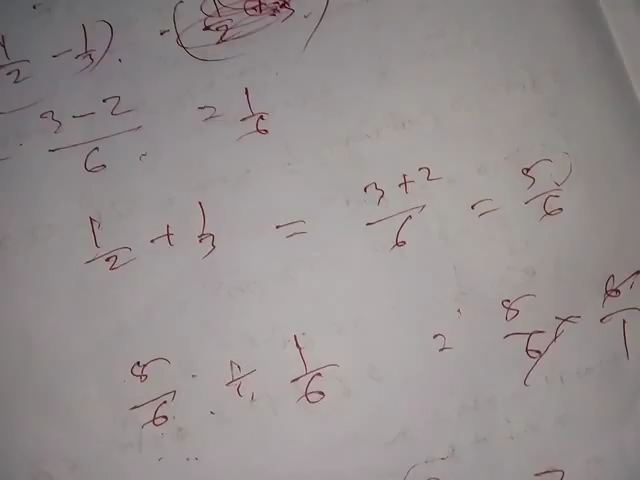 1/2 - 1/3).
(3-2)/6. = 1/6
1/2 + 1/3 = (3+2)/6 = 5/6
5/6 ÷ 1/6 = 5/6 × 6/1